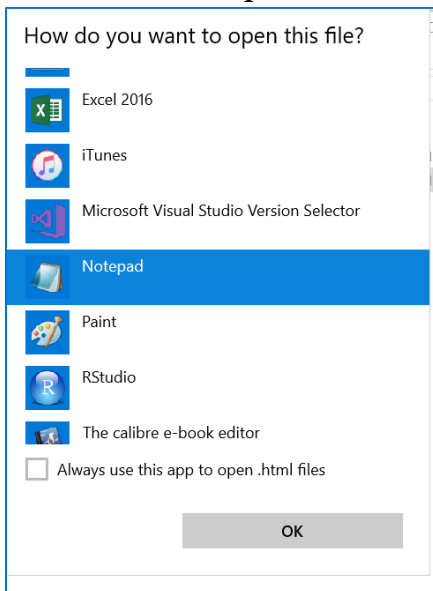 How do you want to open this file?
Excel 2016
iTunes
Microsoft Visual Studio Version Selector
Notepad
Paint
RStudio
The calibre e-book editor
Always use this app to open .html files
OK